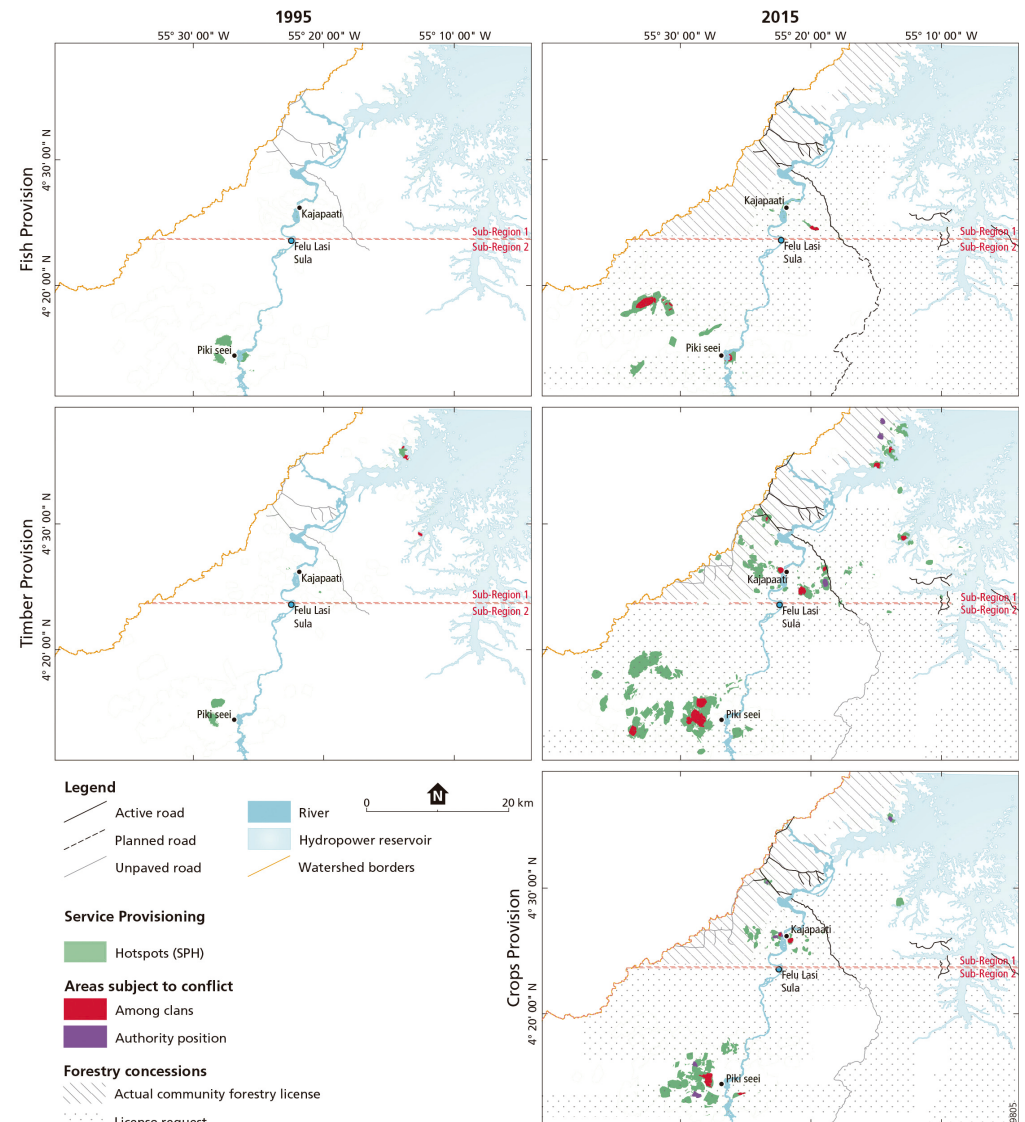 1995
2015
55° 30' 00" W
55° 20' 00" W
55° 10' 00" W
55° 30' 00" W
55° 20' 00" W
55° 10' 00" W
Fish Provision
4° 30' 00" N
4° 20' 00" N
Kajapaati
Sub-Region 1
Sub-Region 2
Felu Lasi
Sula
Piki seei
Kajapaati
Sub-Region 1
Sub-Region 2
Felu Lasi
Sula
Piki seei
Timber Provision
4° 30' 00" N
4° 20' 00" N
Kajapaati
Sub-Region 1
Sub-Region 2
Felu Lasi
Sula
Piki seei
Kajapaati
Sub-Region 1
Sub-Region 2
Felu Lasi
Sula
Piki seei
Legend
Active road
Planned road
Unpaved road
River
Hydropower reservoir
Watershed borders
N
0
20 km
Service Provisioning
Hotspots (SPH)
Areas subject to conflict
Among clans
Authority position
Forestry concessions
Actual community forestry license
License request
Crops Provision
4° 30' 00" N
4° 20' 00" N
Kajapaati
Sub-Region 1
Sub-Region 2
Felu Lasi
Sula
Piki seei